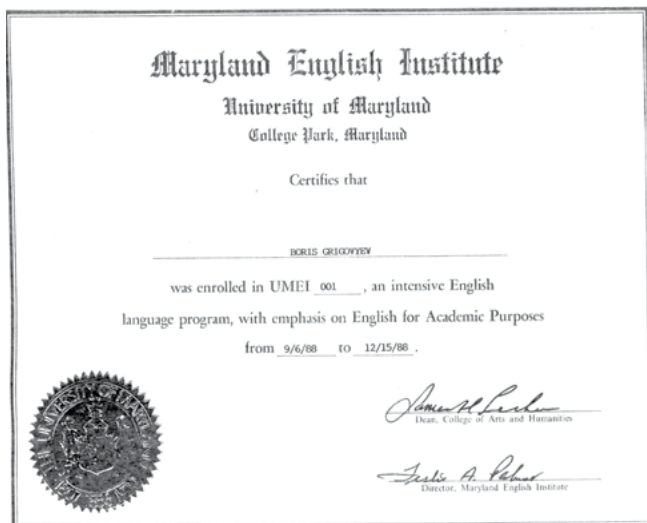 Maryland English Institute
University of Maryland
College Park, Maryland
Certifies that
BORIS GRIGOVYEV
was enrolled in UMEI 001, an intensive English
language program, with emphasis on English for Academic Purposes
from 9/6/88 to 12/15/88.
Dean, College of Arts and Humanities
Leslie A. Palmer
Director, Maryland English Institute